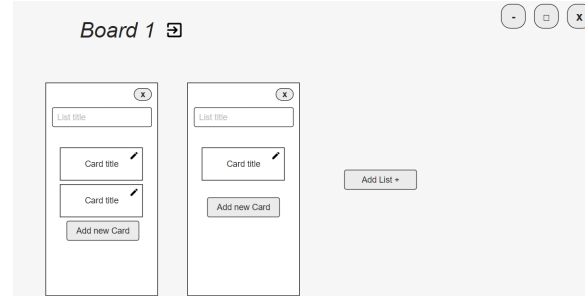 Board 1
- □ x
x
List title
Card title
Card title
Add new Card
x
List title
Card title
Add new Card
Add List +